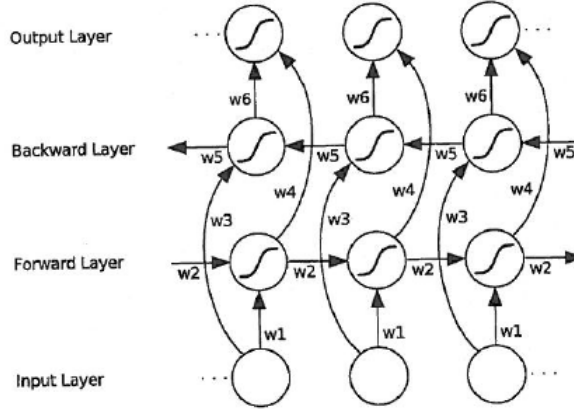 Output Layer
w6 w6 w6
Backward Layer
w5 w5 w5 w5
w3 w4 w3 w4 w3 w4
Forward Layer
w2 w2 w2 w2
w1 w1 w1
Input Layer